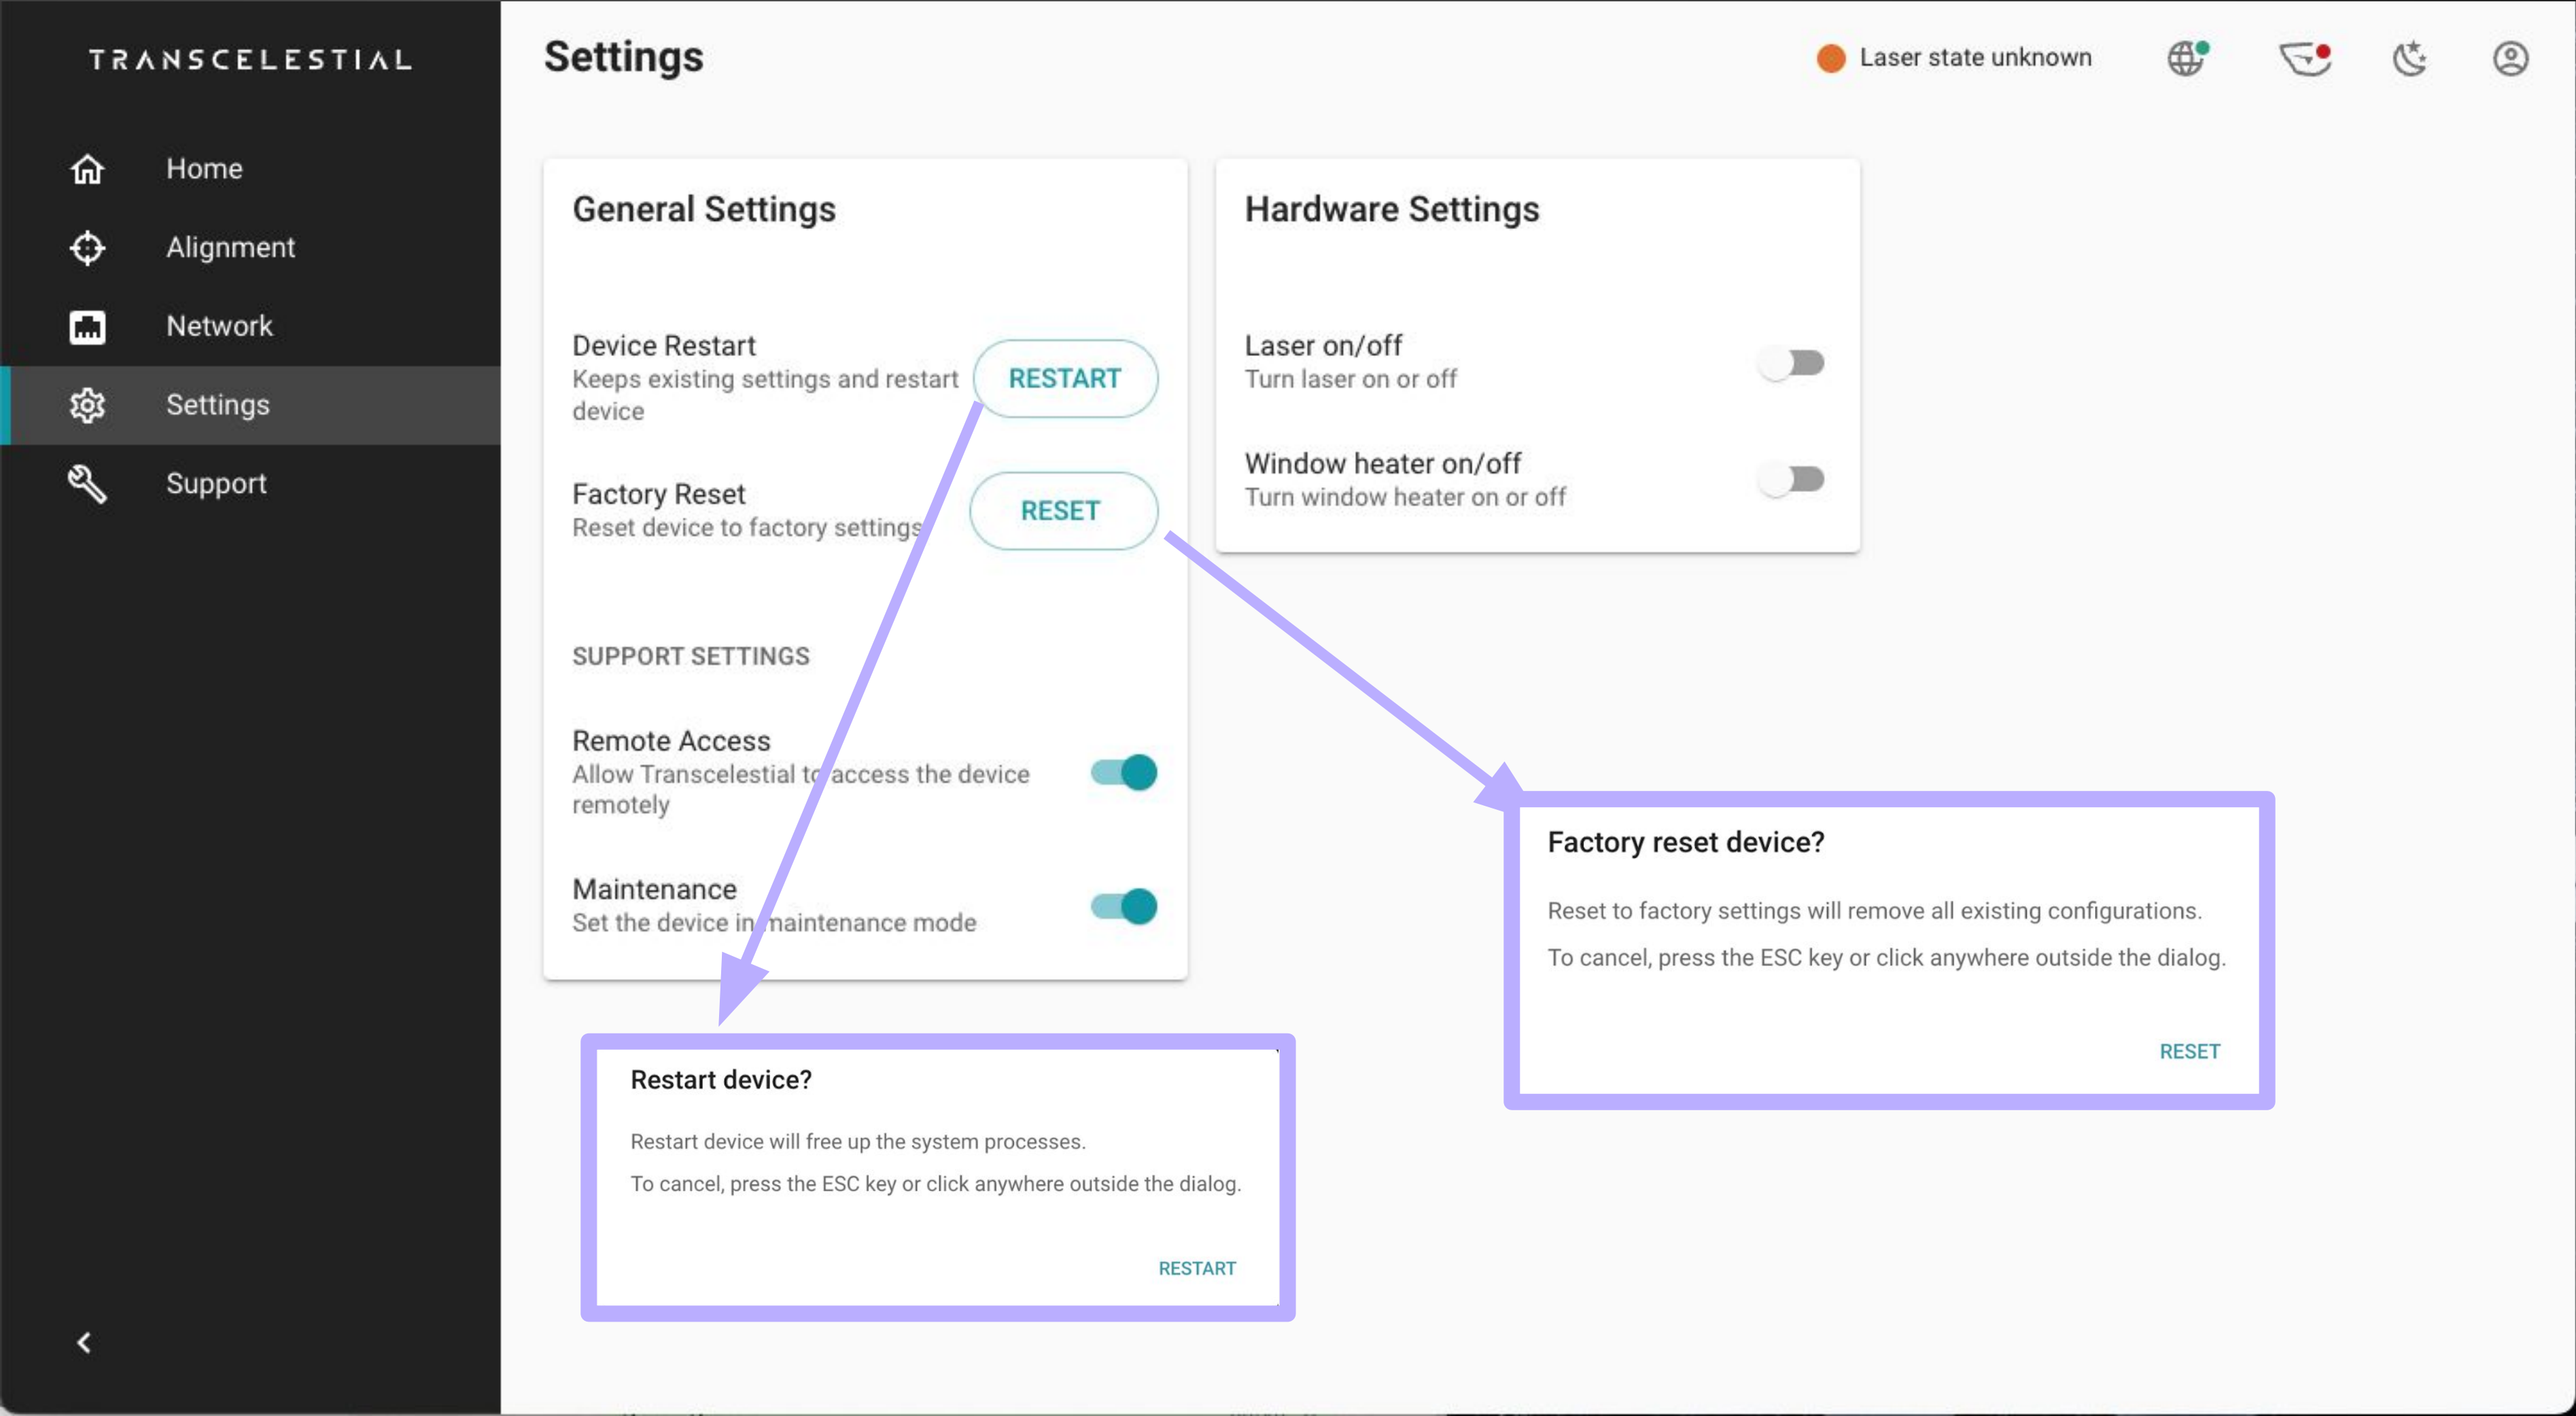 TRANSCELESTIAL
Home
Alignment
Network
Settings
Support
Settings
Laser state unknown
General Settings
Device Restart
Keeps existing settings and restart
device
RESTART
Factory Reset
Reset device to factory settings
RESET
SUPPORT SETTINGS
Remote Access
Allow Transcelestial to access the device
remotely
Maintenance
Set the device in maintenance mode
Hardware Settings
Laser on/off
Turn laser on or off
Window heater on/off
Turn window heater on or off
Factory reset device?
Reset to factory settings will remove all existing configurations.
To cancel, press the ESC key or click anywhere outside the dialog.
RESET
Restart device?
Restart device will free up the system processes.
To cancel, press the ESC key or click anywhere outside the dialog.
RESTART